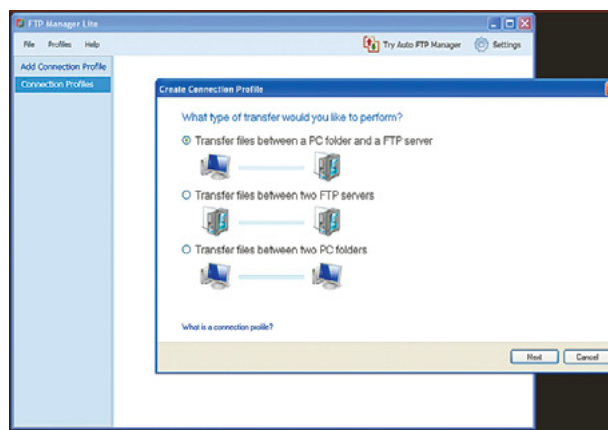 FTP Manager Lite
File Profiles Help
Try Auto FTP Manager Settings
Add Connection Profile
Connection Profiles
Create Connection Profile
What type of transfer would you like to perform?
Transfer files between a PC folder and a FTP server
Transfer files between two FTP servers
Transfer files between two PC folders
What is a connection profile?
Next Cancel